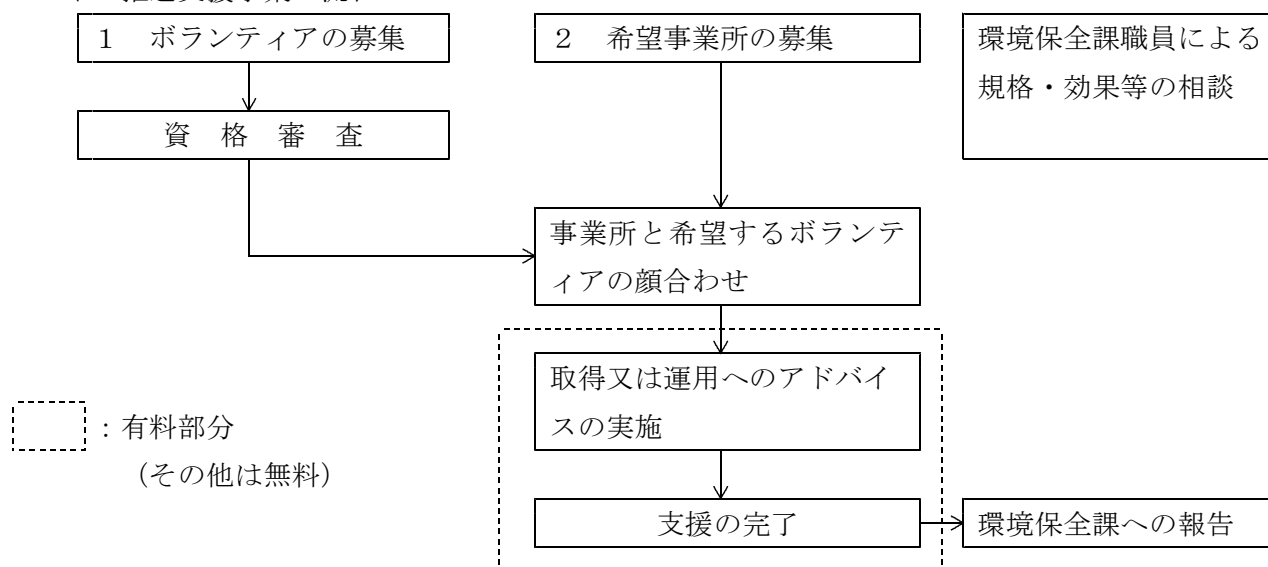 1 ボランティアの募集
2 希望事業所の募集
環境保全課職員による
規格・効果等の相談
資 格 審 査
事業所と希望するボランテ
ィアの顔合わせ
取得又は運用へのアドバイ
スの実施
:有料部分
(その他は無料)
支援の完了
環境保全課への報告